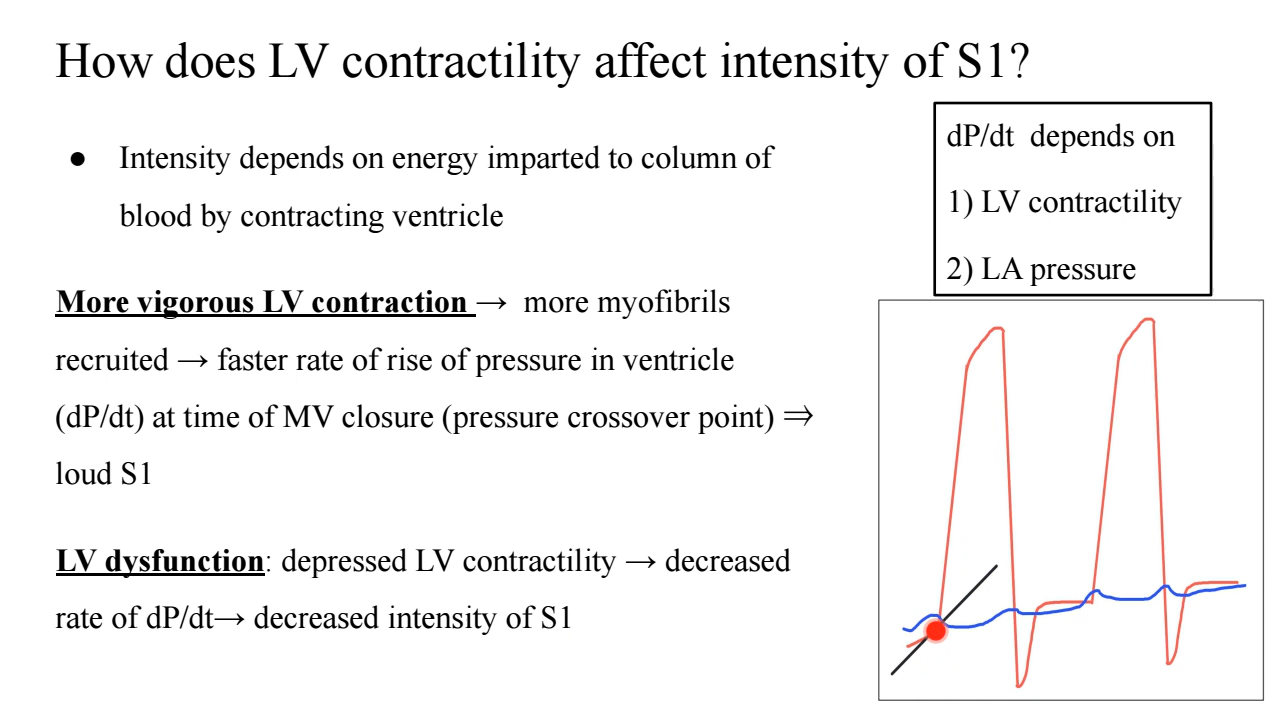 How does LV contractility affect intensity of S1?
● Intensity depends on energy imparted to column of
blood by contracting ventricle
More vigorous LV contraction → more myofibrils
recruited → faster rate of rise of pressure in ventricle
(dP/dt) at time of MV closure (pressure crossover point) ⇒
loud S1
LV dysfunction: depressed LV contractility → decreased
rate of dP/dt→ decreased intensity of S1
dP/dt depends on
1) LV contractility
2) LA pressure